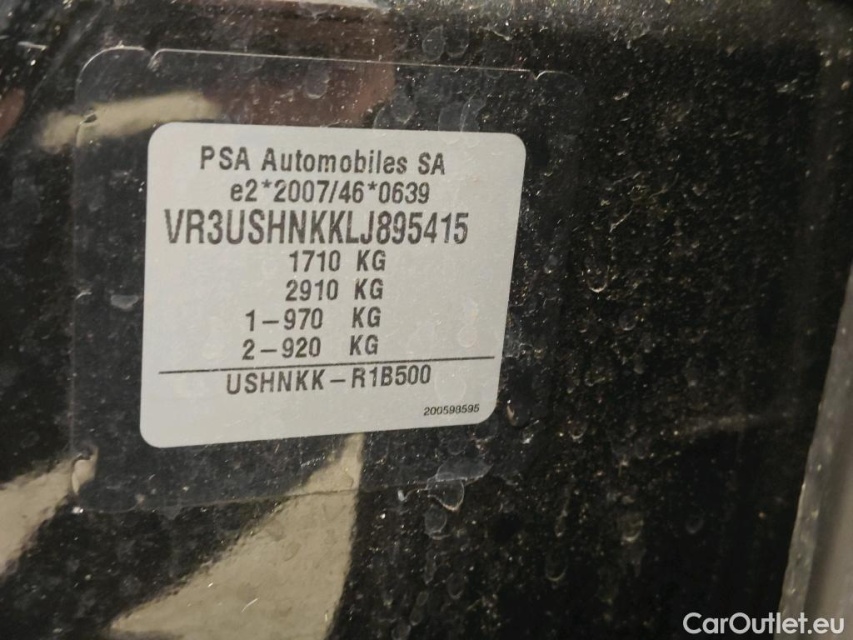 PSA Automobiles SA
e2*2007/46*0639
VR3USHNKKLJ895415
1710 KG
2910 KG
1-970 KG
2-920 KG
USHNKK-R1B500
200598595
CarOutlet.eu